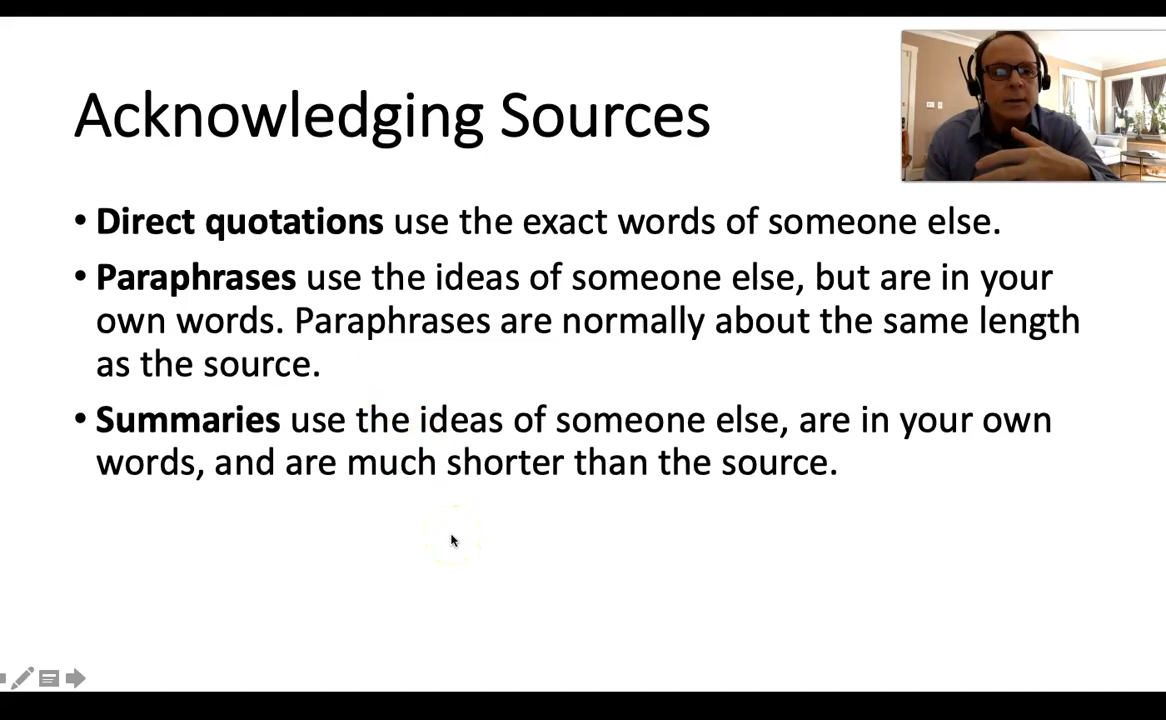 Acknowledging Sources
• Direct quotations use the exact words of someone else.
• Paraphrases use the ideas of someone else, but are in your
own words. Paraphrases are normally about the same length
as the source.
• Summaries use the ideas of someone else, are in your own
words, and are much shorter than the source.